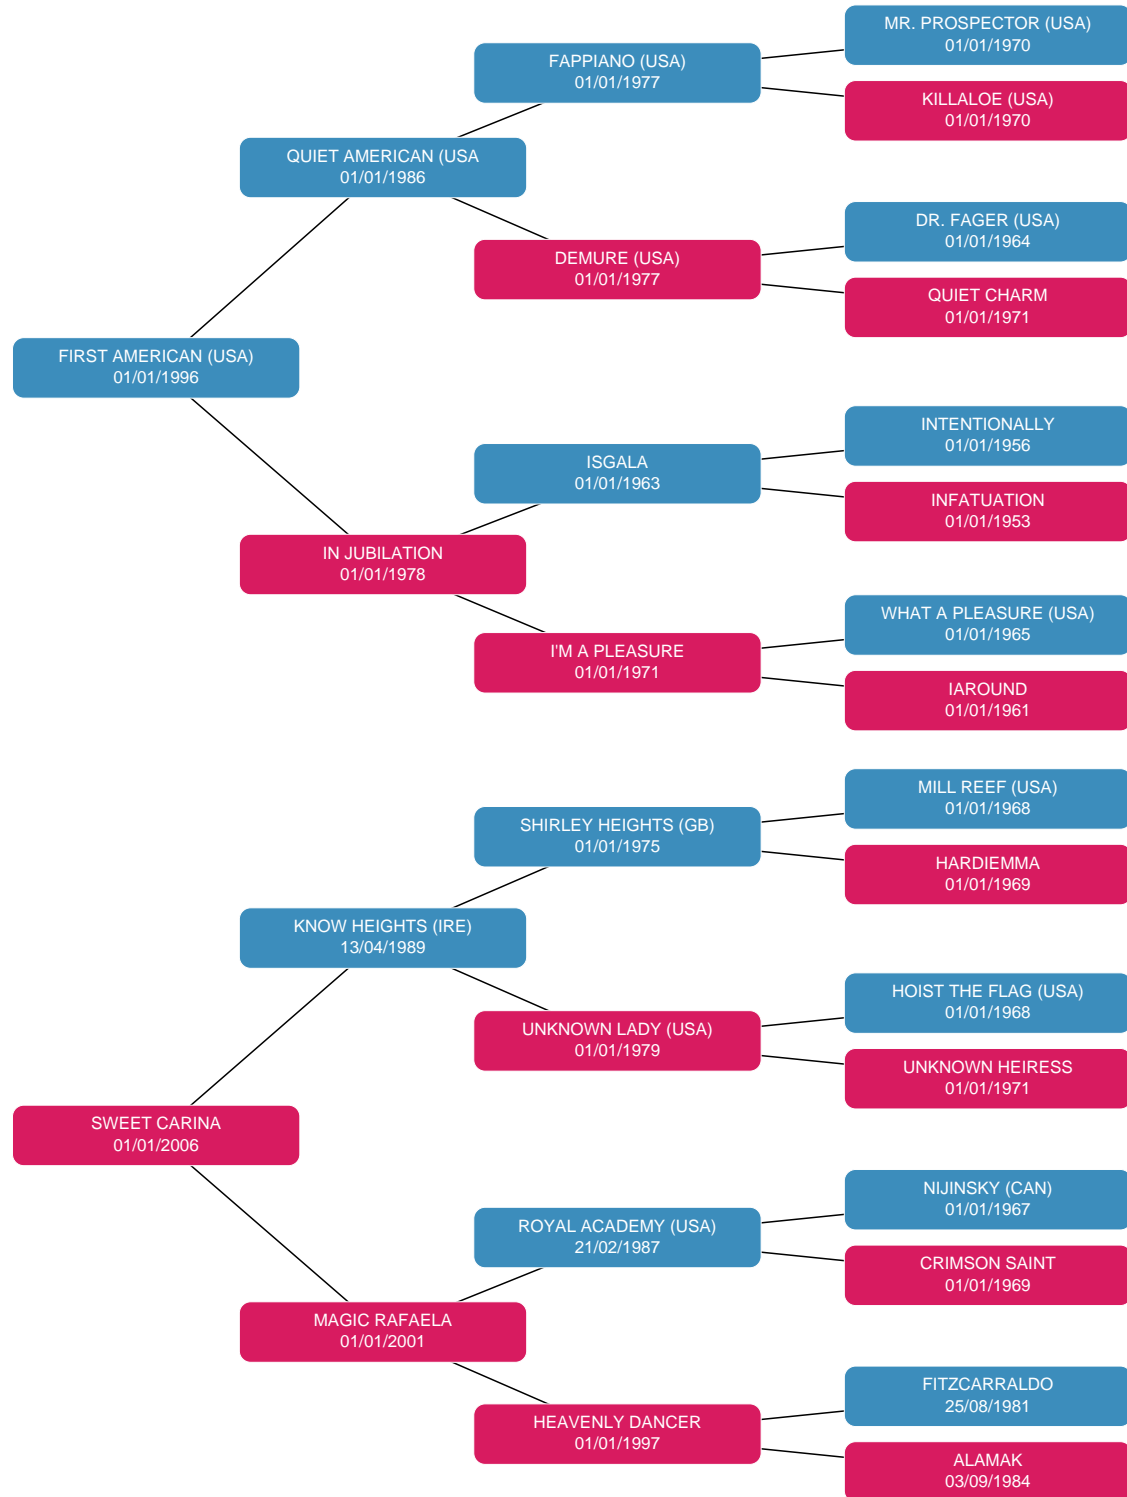 MR. PROSPECTOR (USA)
01/01/1970
FAPPIANO (USA)
01/01/1977
KILLALOE (USA)
01/01/1970
QUIET AMERICAN (USA
01/01/1986
DR. FAGER (USA)
01/01/1964
DEMURE (USA)
01/01/1977
QUIET CHARM
01/01/1971
FIRST AMERICAN (USA)
01/01/1996
INTENTIONALLY
01/01/1956
ISGALA
01/01/1963
INFATUATION
01/01/1953
IN JUBILATION
01/01/1978
WHAT A PLEASURE (USA)
01/01/1965
I'M A PLEASURE
01/01/1971
IAROUND
01/01/1961
MILL REEF (USA)
01/01/1968
SHIRLEY HEIGHTS (GB)
01/01/1975
HARDIEMMA
01/01/1969
KNOW HEIGHTS (IRE)
13/04/1989
HOIST THE FLAG (USA)
01/01/1968
UNKNOWN LADY (USA)
01/01/1979
UNKNOWN HEIRESS
01/01/1971
SWEET CARINA
01/01/2006
NIJINSKY (CAN)
01/01/1967
ROYAL ACADEMY (USA)
21/02/1987
CRIMSON SAINT
01/01/1969
MAGIC RAFAELA
01/01/2001
FITZCARRALDO
25/08/1981
HEAVENLY DANCER
01/01/1997
ALAMAK
03/09/1984